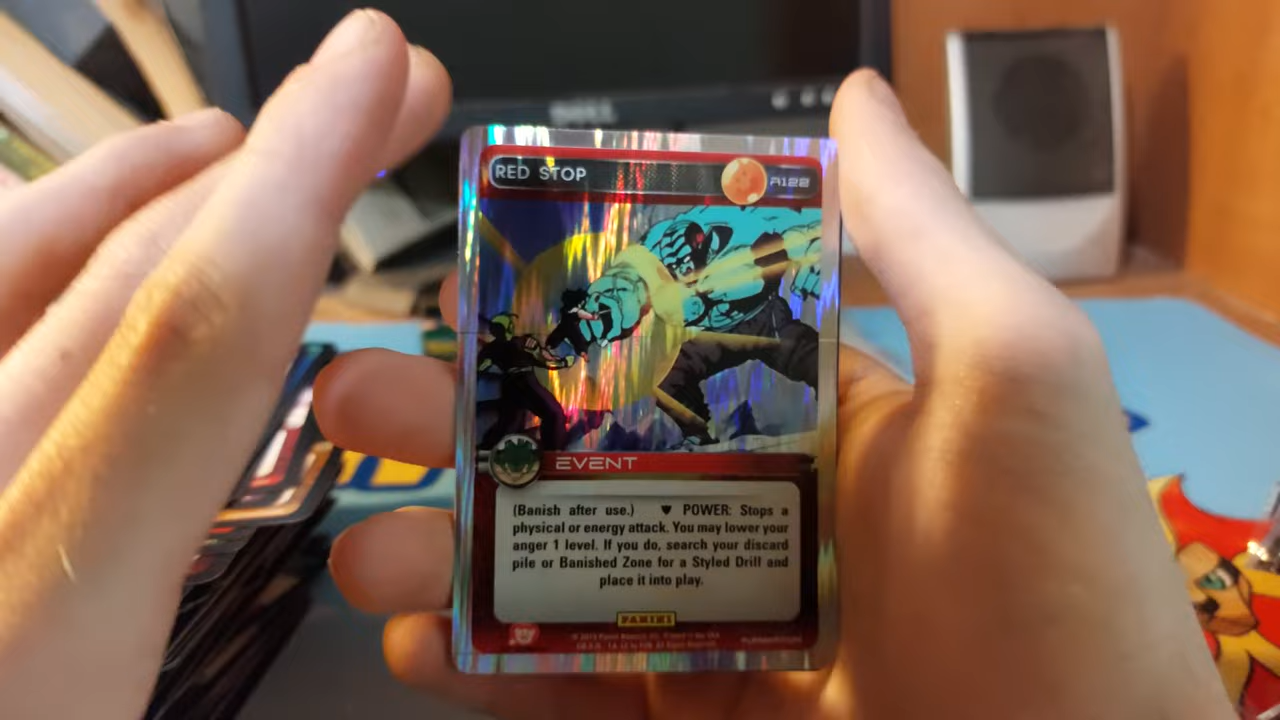 DELL
RED STOP
R122
EVENT
(Banish after use.) POWER: Stops a
physical or energy attack. You may lower your
anger 1 level. If you do, search your discard
pile or Banished Zone for a Styled Drill and
place it into play.
PANINI